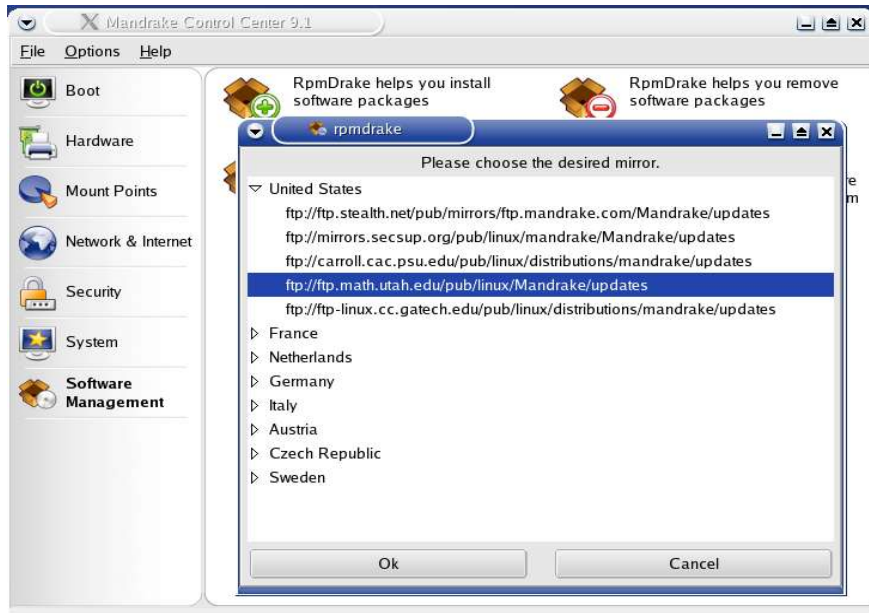 Mandrake Control Center 9.1
File Options Help
Boot
Hardware
Mount Points
Network & Internet
Security
System
Software
Management
RpmDrake helps you install
software packages
RpmDrake helps you remove
software packages
rpmdrake
Please choose the desired mirror.
United States
ftp://ftp.stealth.net/pub/mirrors/ftp.mandrake.com/Mandrake/updates
ftp://mirrors.secsup.org/pub/linux/mandrake/Mandrake/updates
ftp://carroll.cac.psu.edu/pub/linux/distributions/mandrake/updates
ftp://ftp.math.utah.edu/pub/linux/Mandrake/updates
ftp://ftp-linux.cc.gatech.edu/pub/linux/distributions/mandrake/updates
France
Netherlands
Germany
Italy
Austria
Czech Republic
Sweden
Ok Cancel